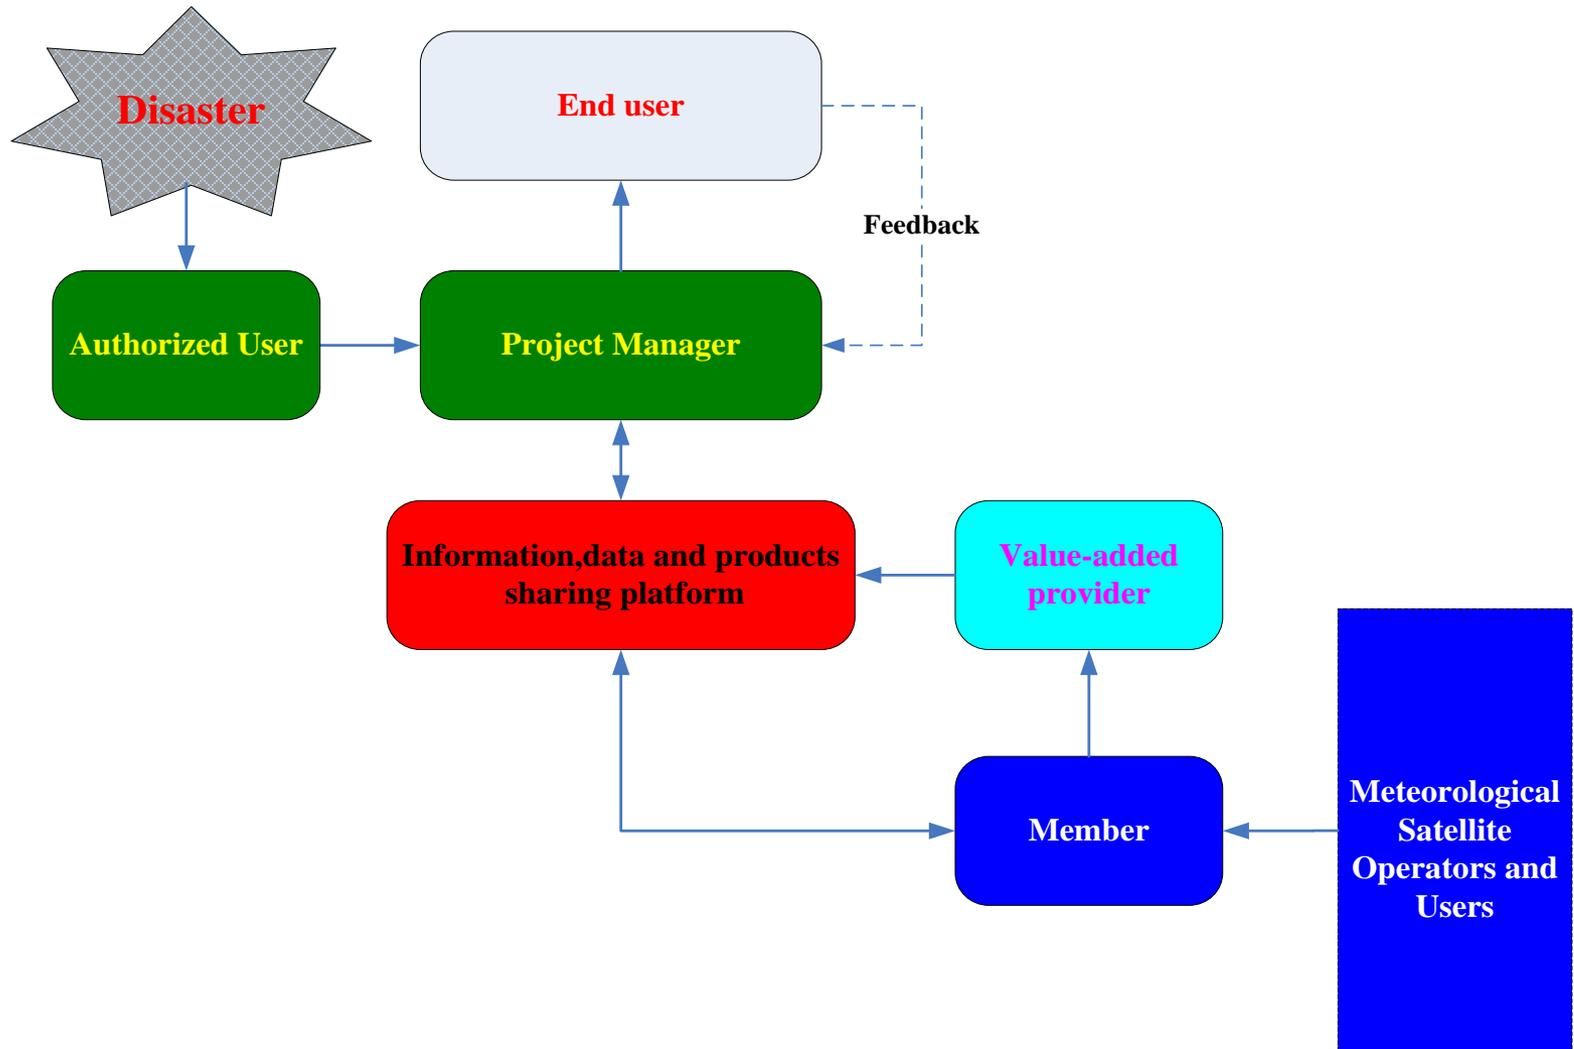 Disaster
End user
Feedback
Authorized User
Project Manager
Information,data and products
sharing platform
Value-added
provider
Member
Meteorological
Satellite
Operators and
Users